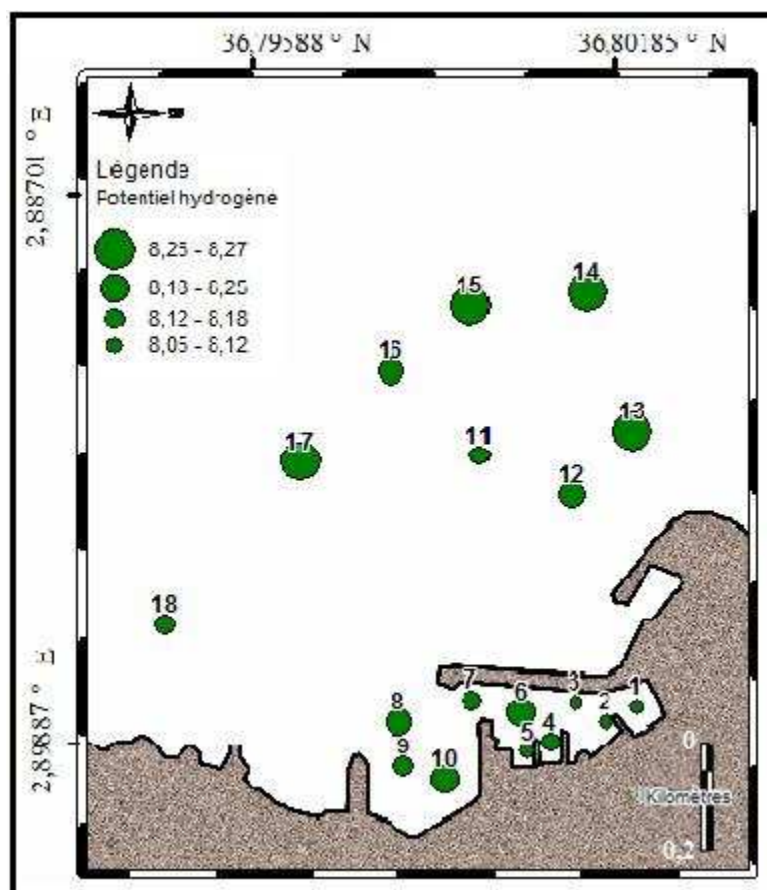 36,79588 ° N
36,80185 ° N
2,88701 ° E
2,89887 ° E
Légende
Potentiel hydrogène
8,25 - 8,27
8,13 - 8,25
8,12 - 8,18
8,05 - 8,12
15
14
16
13
17
11
12
18
7
6
3
2
1
8
5
4
9
10
0
Kilomètres
0,2